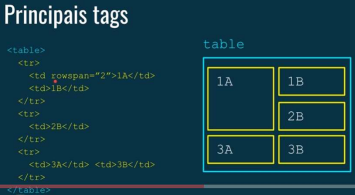 Principais tags
<table>
<tr>
<td rowspan="2">1A</td>
<td>1B</td>
</tr>
<tr>
<td>2B</td>
</tr>
<tr>
<td>3A</td> <td>3B</td>
</tr>
</table>
table
1A 1B
2B
3A 3B